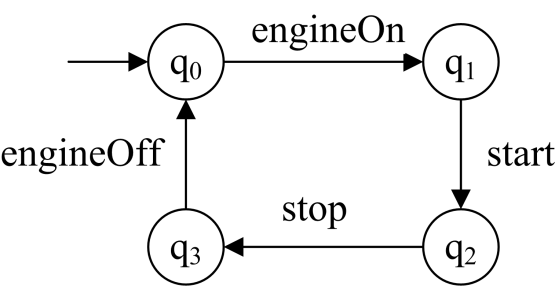 engineOn
q₀
q₁
engineOff
start
stop
q₃
q₂